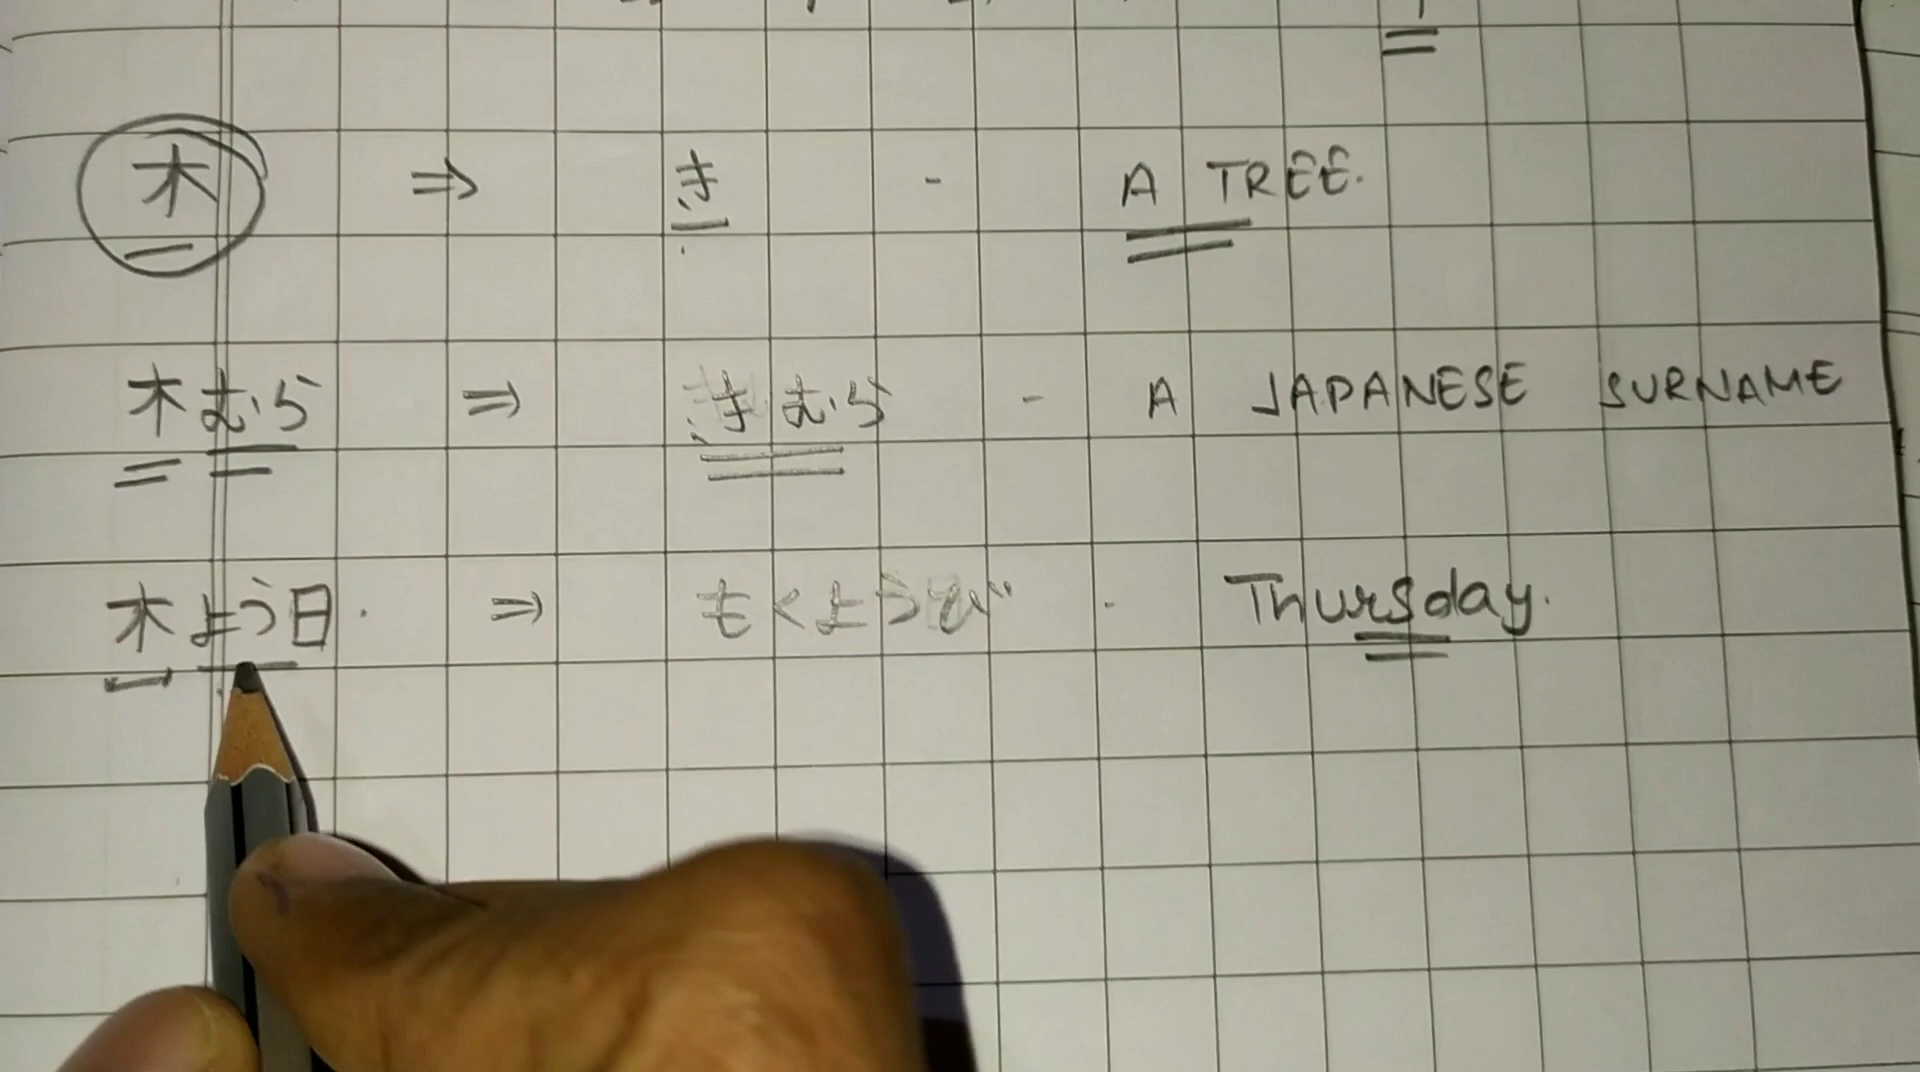 木 ⇒ き - A TREE.
木むら ⇒ きむら - A JAPANESE SURNAME
木よう日. ⇒ もくようび - Thursday.